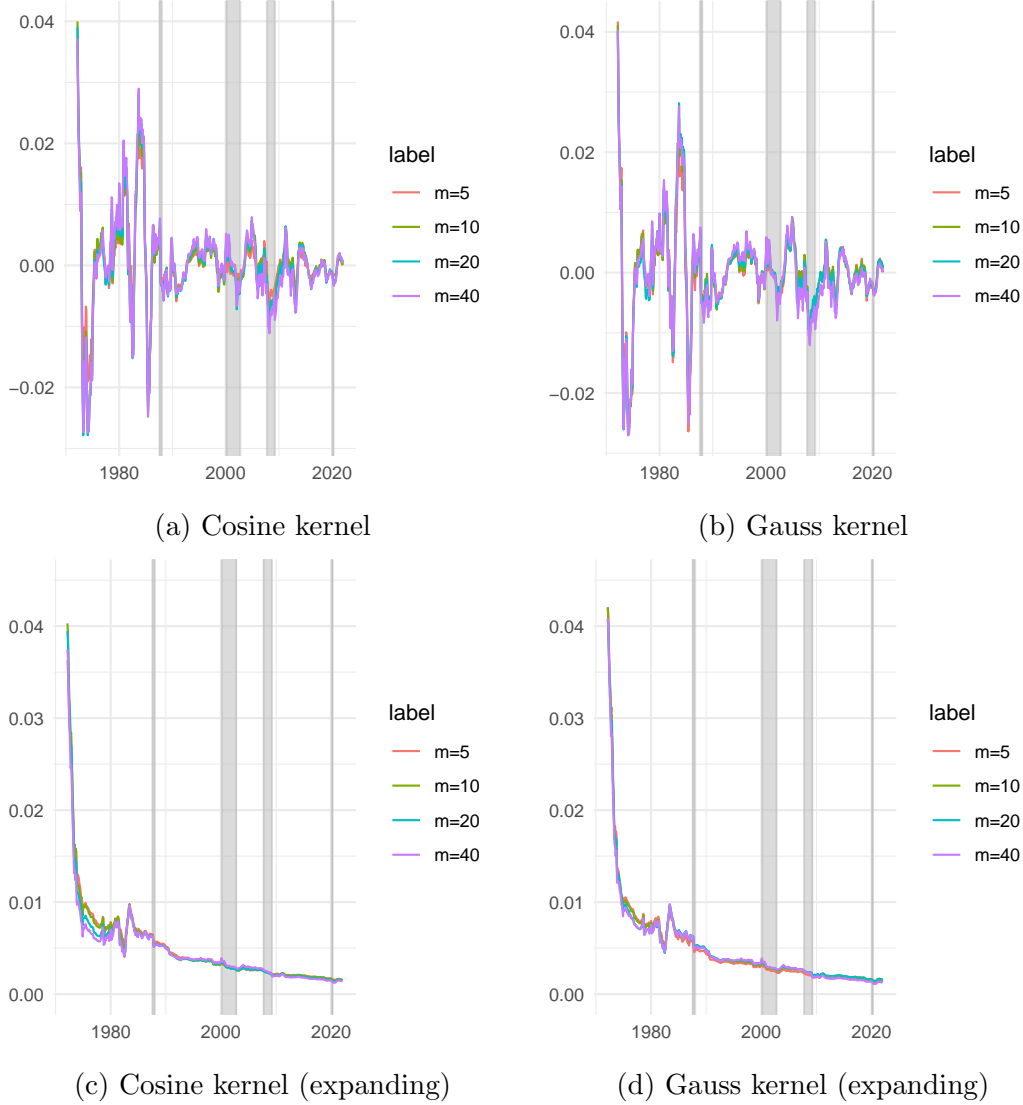 0.04
0.02
0.00
−0.02
1980
2000
2020
label
m=5
m=10
m=20
m=40
(a) Cosine kernel
0.04
0.02
0.00
−0.02
1980
2000
2020
label
m=5
m=10
m=20
m=40
(b) Gauss kernel
0.04
0.03
0.02
0.01
0.00
1980
2000
2020
label
m=5
m=10
m=20
m=40
(c) Cosine kernel (expanding)
0.04
0.03
0.02
0.01
0.00
1980
2000
2020
label
m=5
m=10
m=20
m=40
(d) Gauss kernel (expanding)